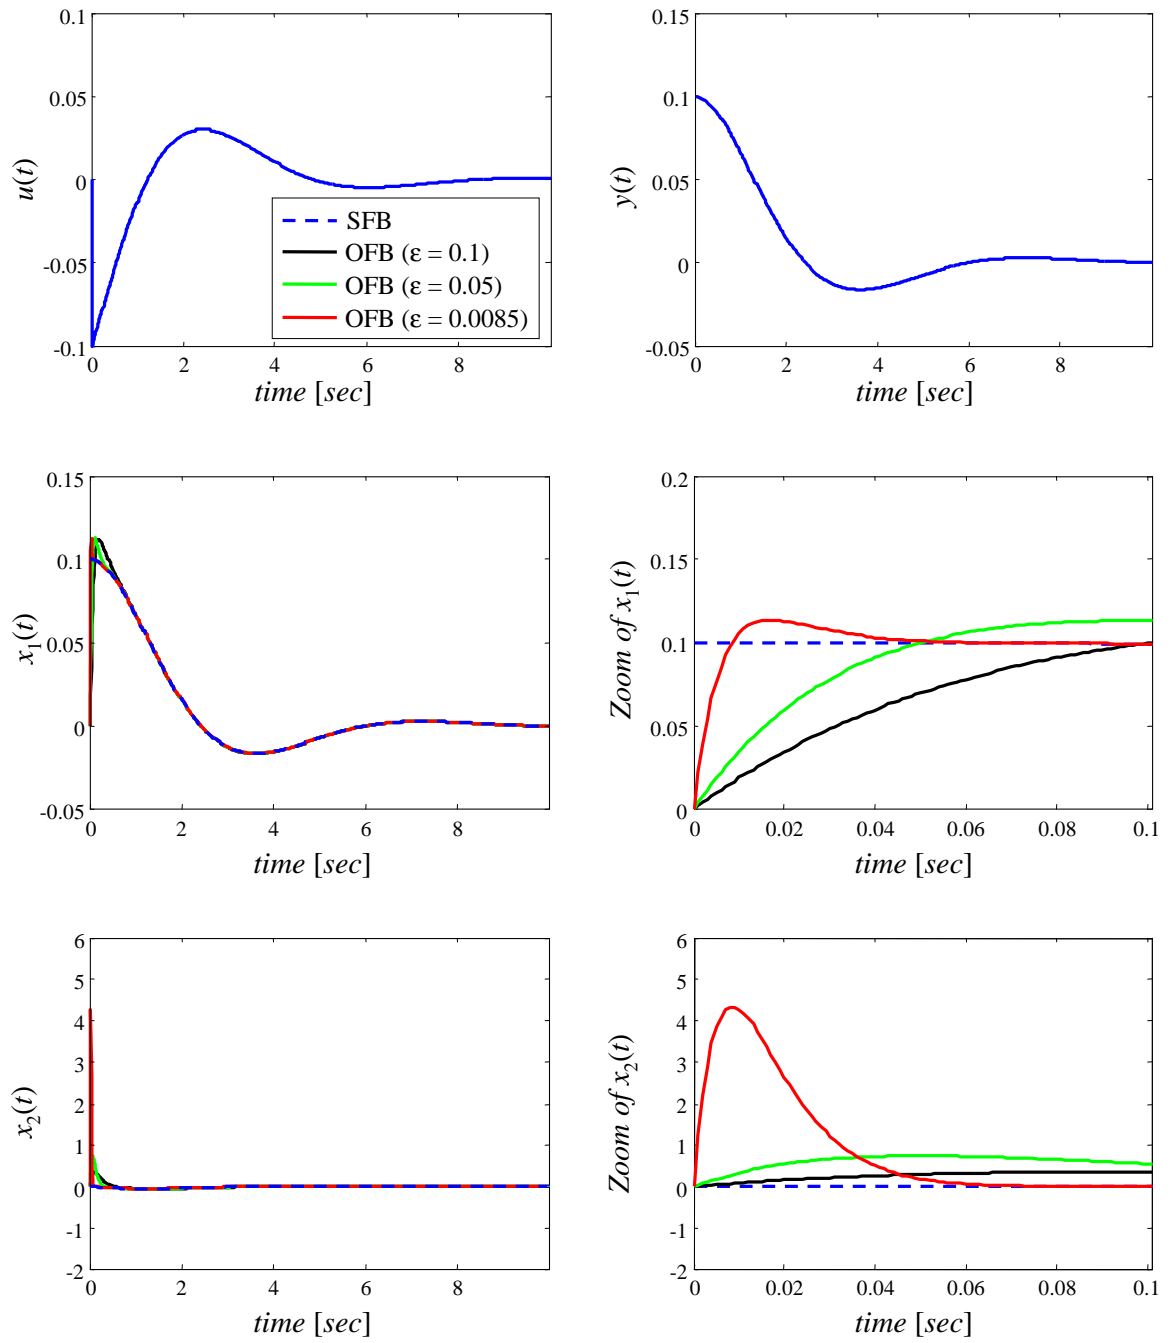 0.1
0.05
0
-0.05
-0.1
u(t)
SFB
OFB (ε = 0.1)
OFB (ε = 0.05)
OFB (ε = 0.0085)
0 2 4 6 8
time [sec]
0.15
0.1
0.05
0
-0.05
y(t)
0 2 4 6 8
time [sec]
0.15
0.1
0.05
0
-0.05
x1(t)
0 2 4 6 8
time [sec]
0.2
0.15
0.1
0.05
0
Zoom of x1(t)
0 0.02 0.04 0.06 0.08 0.1
time [sec]
6
5
4
3
2
1
0
-1
-2
x2(t)
0 2 4 6 8
time [sec]
6
5
4
3
2
1
0
-1
-2
Zoom of x2(t)
0 0.02 0.04 0.06 0.08 0.1
time [sec]